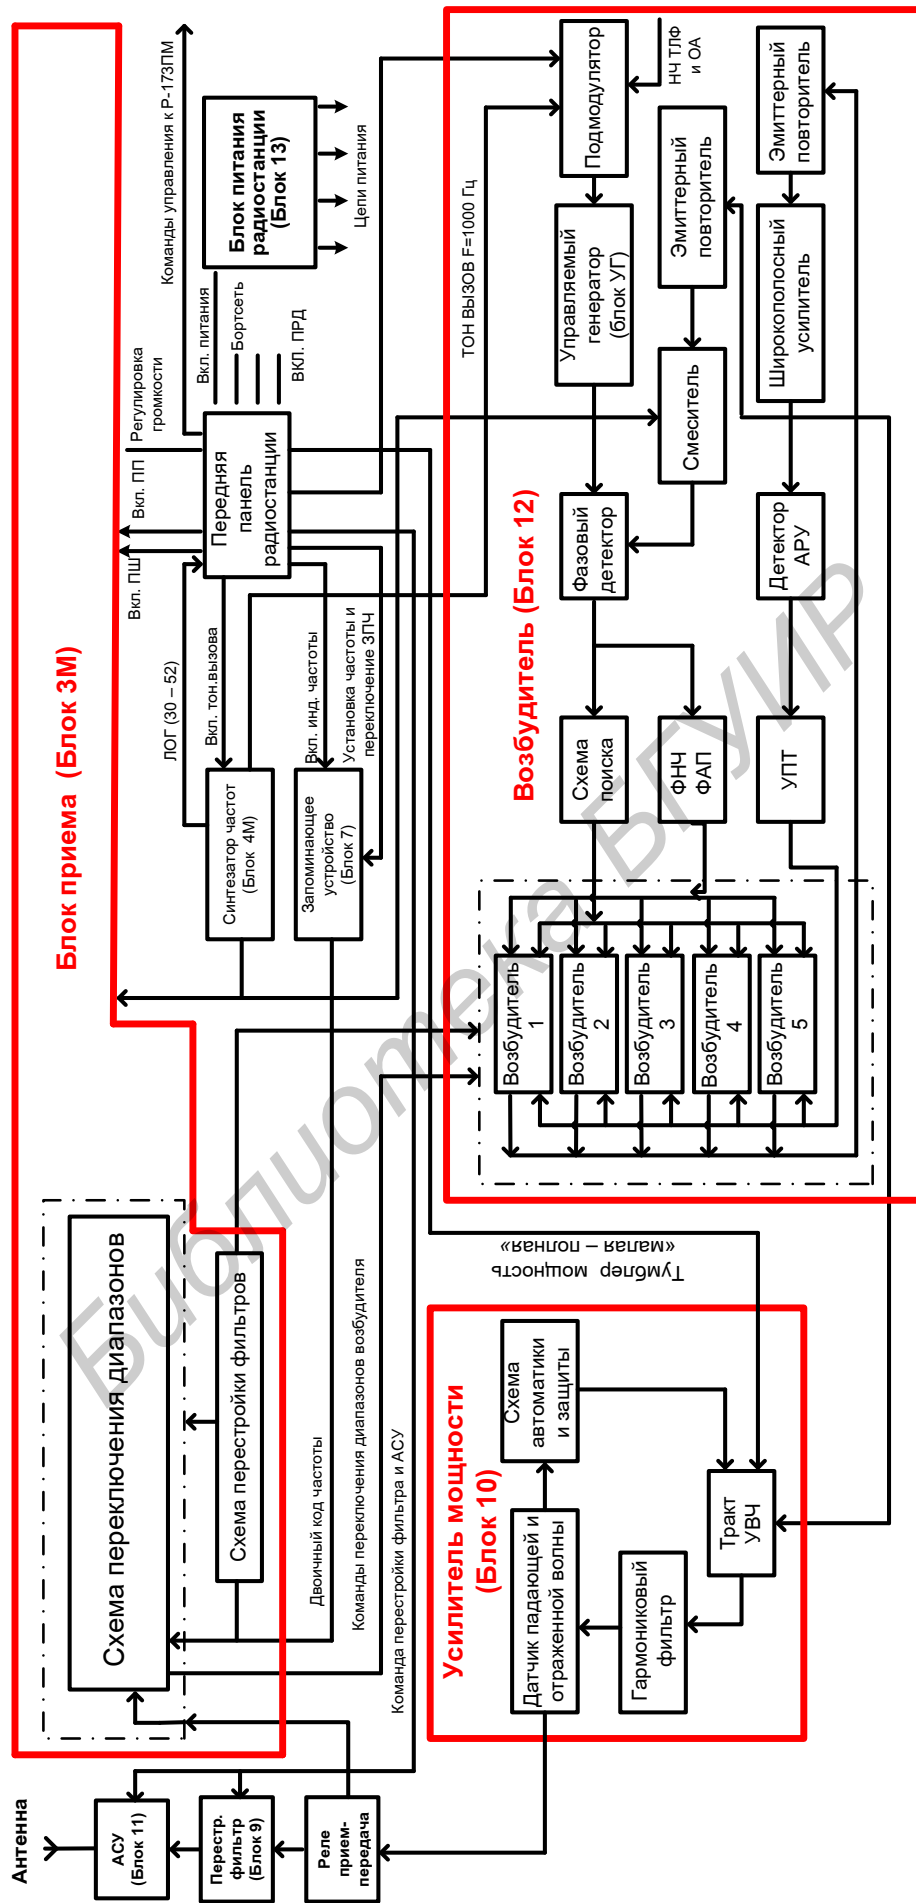 Антенна
АСУ
(Блок 11)
Перестр.
фильтр
(Блок 9)
Реле
прием-
передача
Блок приема  (Блок 3М)
Схема переключения диапазонов
Схема перестройки фильтров
Двоичный код частоты
Команды переключения диапазонов возбудителя
Команда перестройки фильтра и АСУ
Синтезатор частот
(Блок 4М)
Запоминающее
устройство
(Блок 7)
ЛОГ (30 – 52)
Вкл. тон.вызова
Вкл. инд. частоты
Установка частоты и
переключение ЗПЧ
Вкл. ПШ
Вкл. ПП
Регулировка
громкости
Передняя
панель
радиостанции
Команды управления к Р-173ПМ
Вкл. питания
Бортсеть
ВКЛ. ПРД
Блок питания
радиостанции
(Блок 13)
Цепи питания
ТОН ВЫЗОВ F=1000 Гц
Усилитель мощности
(Блок 10)
Датчик падающей и
отраженной волны
Схема
автоматики
и защиты
Гармониковый
фильтр
Тракт
УВЧ
Тумблер  мощность
«малая – полная»
Возбудитель (Блок 12)
Возбудитель
1
Возбудитель
2
Возбудитель
3
Возбудитель
4
Возбудитель
5
Схема
поиска
ФНЧ
ФАП
УПТ
Фазовый
детектор
Детектор
АРУ
Смеситель
Управляемый
генератор
(блок УГ)
Широкополосный
усилитель
Подмодулятор
Эмиттерный
повторитель
Эмиттерный
повторитель
НЧ ТЛФ
и ОА
Библиотека БГУИР